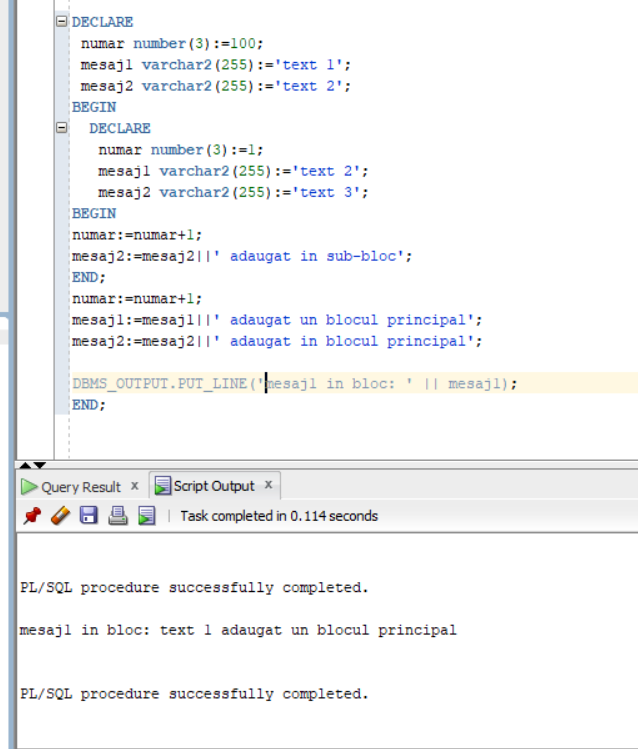 DECLARE
numar number(3):=100;
mesaj1 varchar2(255):='text 1';
mesaj2 varchar2(255):='text 2';
BEGIN
DECLARE
numar number(3):=1;
mesaj1 varchar2(255):='text 2';
mesaj2 varchar2(255):='text 3';
BEGIN
numar:=numar+1;
mesaj2:=mesaj2||' adaugat in sub-bloc';
END;
numar:=numar+1;
mesaj1:=mesaj1||' adaugat un blocul principal';
mesaj2:=mesaj2||' adaugat in blocul principal';
DBMS_OUTPUT.PUT_LINE('mesaj1 in bloc: ' || mesaj1);
END;
Query Result x Script Output x
Task completed in 0.114 seconds
PL/SQL procedure successfully completed.
mesaj1 in bloc: text 1 adaugat un blocul principal
PL/SQL procedure successfully completed.